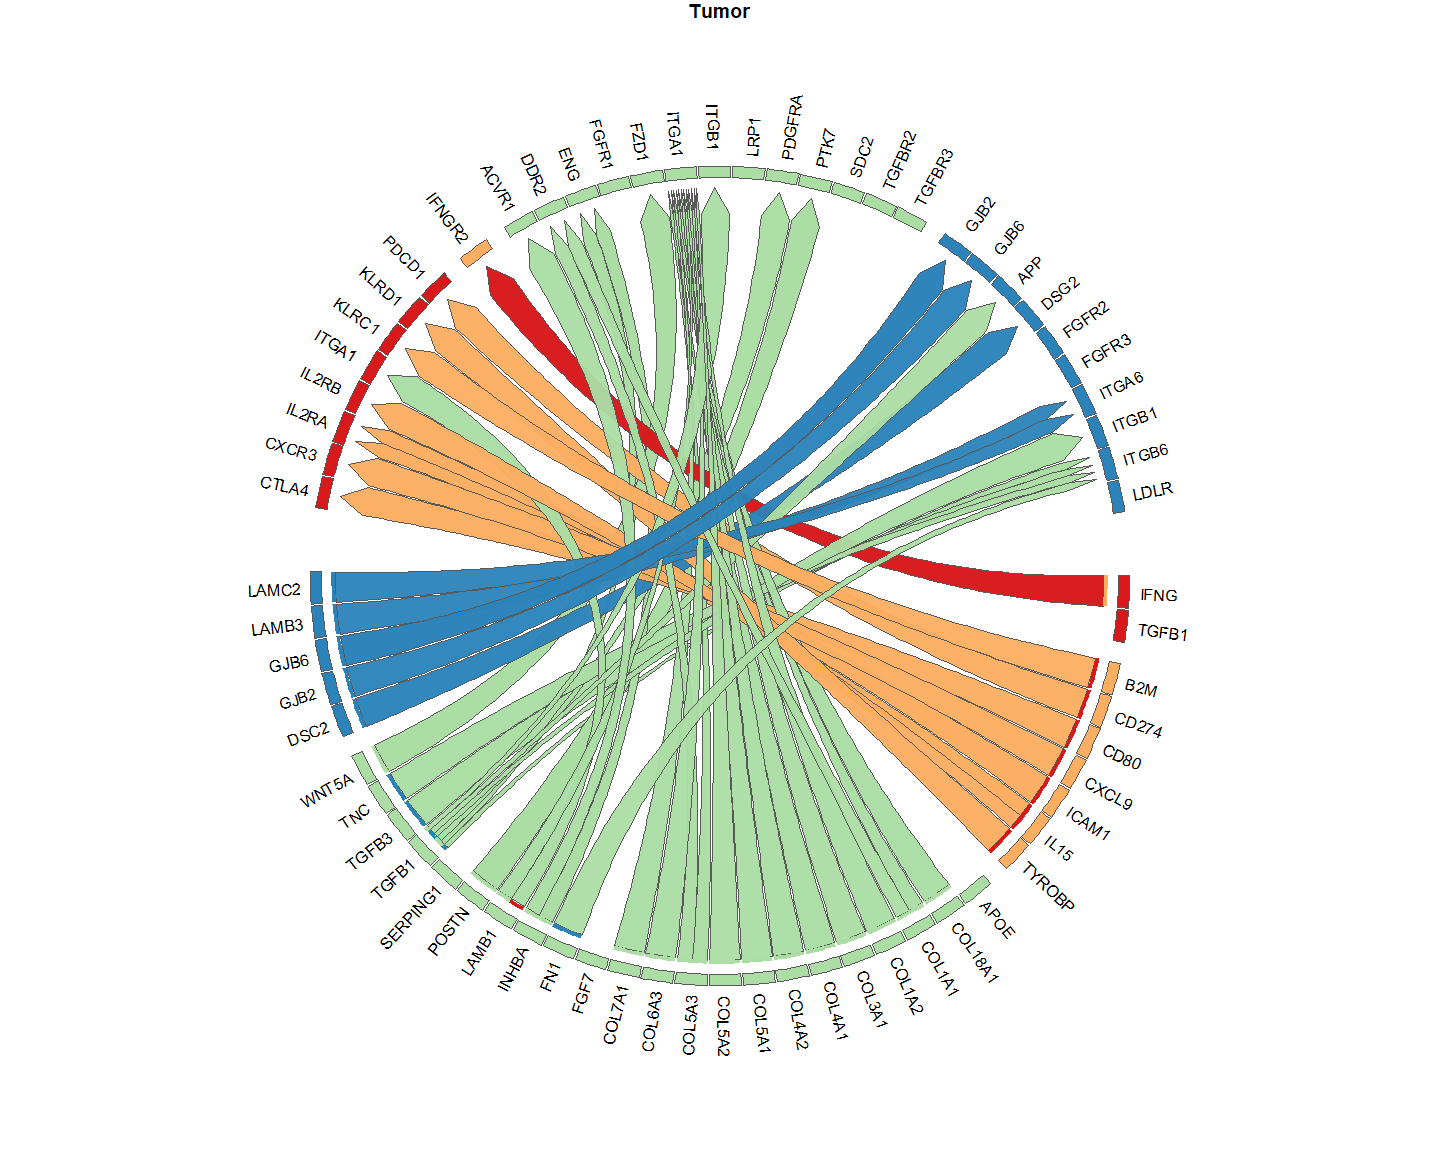 Tumor
ACVR1
DDR2
ENG
FGFR1
FZD1
ITGA1
ITGB1
LRP1
PDGFRA
PTK7
SDC2
TGFBR2
TGFBR3
GJB2
GJB6
APP
DSG2
FGFR2
FGFR3
ITGA6
ITGB1
ITGB6
LDLR
IFNG
TGFB1
B2M
CD274
CD80
CXCL9
ICAM1
IL15
TYROBP
APOE
COL18A1
COL1A1
COL1A2
COL3A1
COL4A1
COL4A2
COL5A1
COL5A2
COL5A3
COL6A3
COL7A1
FGF7
FN1
INHBA
LAMB1
POSTN
SERPING1
TGFB1
TGFB3
TNC
WNT5A
DSC2
GJB2
GJB6
LAMB3
LAMC2
CTLA4
CXCR3
IL2RA
IL2RB
ITGA1
KLRC1
KLRD1
PDCD1
IFNGR2